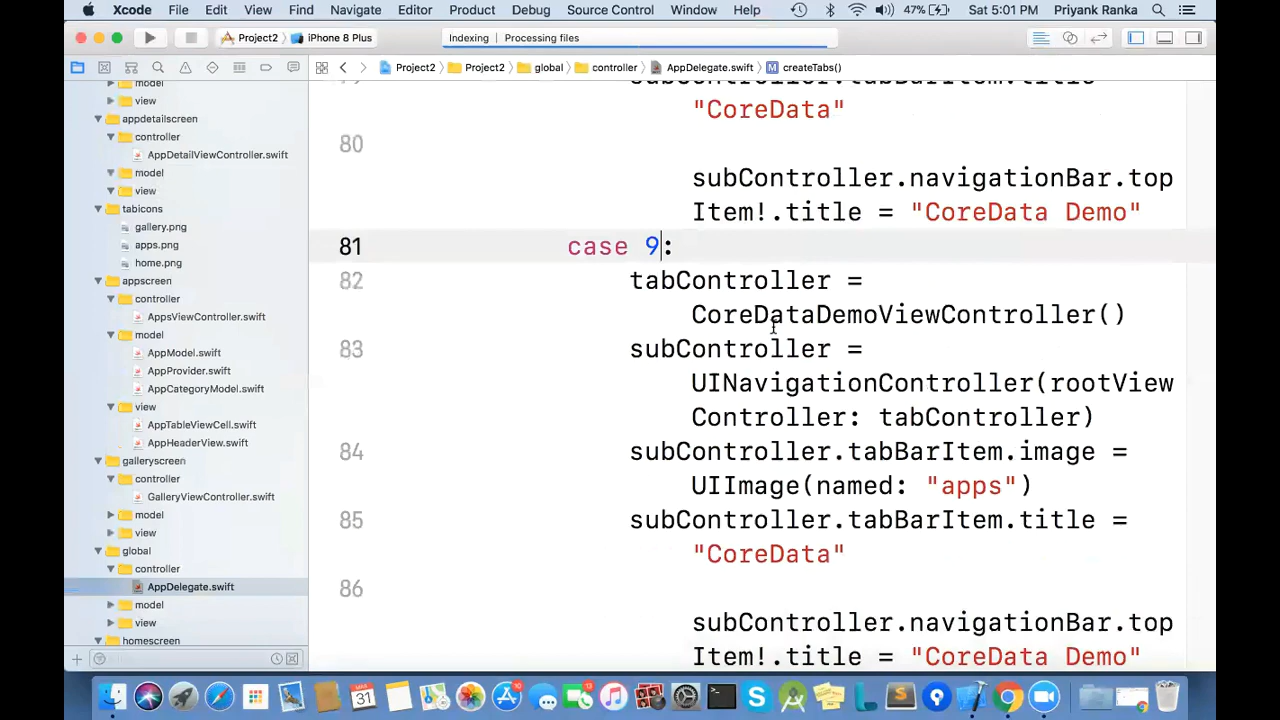 Xcode File Edit View Find Navigate Editor Product Debug Source Control Window Help 47% Sat 5:01 PM Priyank Ranka
Project2 iPhone 8 Plus Indexing | Processing files
Project2 Project2 global controller AppDelegate.swift M createTabs()
model
view
appdetailscreen
controller
AppDetailViewController.swift
model
view
tabicons
gallery.png
apps.png
home.png
appscreen
controller
AppsViewController.swift
model
AppModel.swift
AppProvider.swift
AppCategoryModel.swift
view
AppTableViewCell.swift
AppHeaderView.swift
galleryscreen
controller
GalleryViewController.swift
model
view
global
controller
AppDelegate.swift
model
view
homescreen
subController.tabBarItem.title
"CoreData"
80
subController.navigationBar.top
Item!.title = "CoreData Demo"
81 case 9:
82 tabController =
CoreDataDemoViewController()
83 subController =
UINavigationController(rootView
Controller: tabController)
84 subController.tabBarItem.image =
UIImage(named: "apps")
85 subController.tabBarItem.title =
"CoreData"
86
subController.navigationBar.top
Item!.title = "CoreData Demo"
31